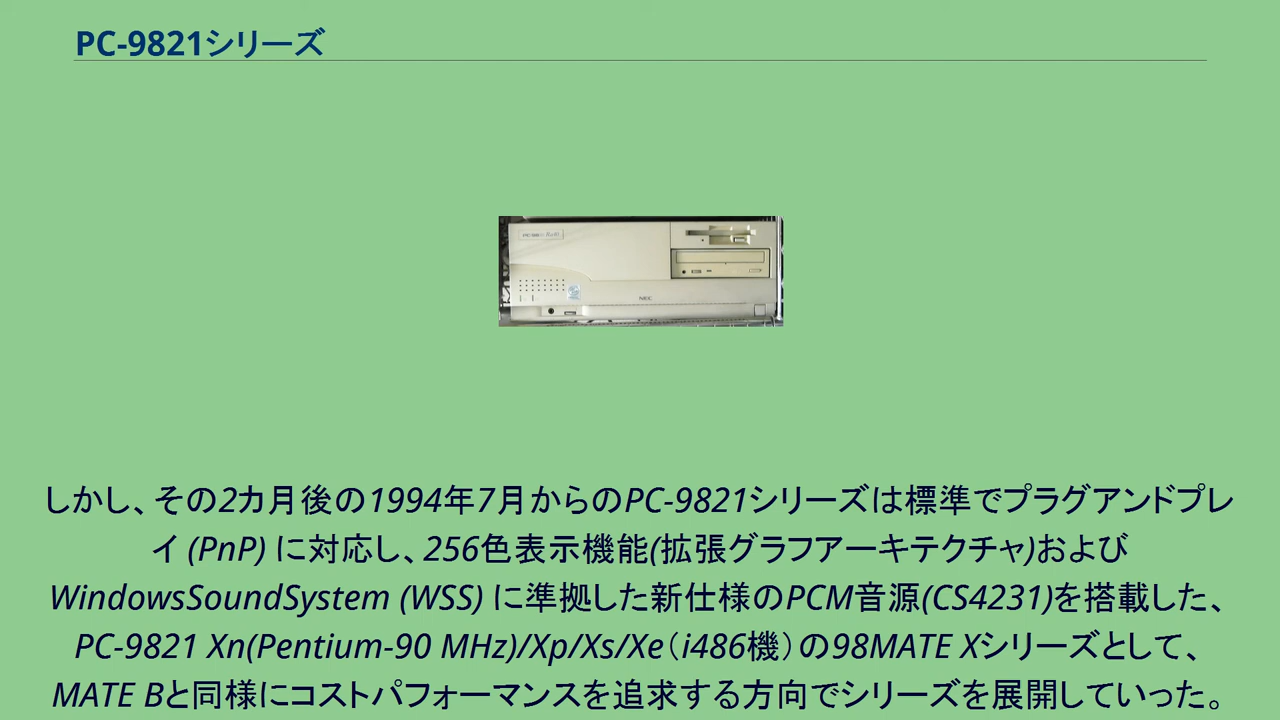 PC-9821シリーズ
NEC
しかし、その2カ月後の1994年7月からのPC-9821シリーズは標準でプラグアンドプレ
イ (PnP) に対応し、256色表示機能(拡張グラフアーキテクチャ)および
WindowsSoundSystem (WSS) に準拠した新仕様のPCM音源(CS4231)を搭載した、
PC-9821 Xn(Pentium-90 MHz)/Xp/Xs/Xe（i486機）の98MATE Xシリーズとして、
MATE Bと同様にコストパフォーマンスを追求する方向でシリーズを展開していった。